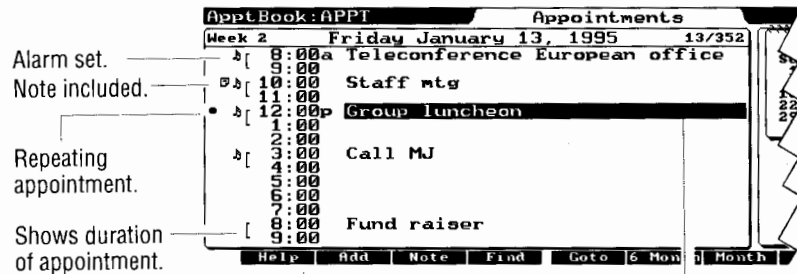 ApptBook:APPT Appointments
Week 2 Friday January 13, 1995 13/352
Alarm set.
8:00a Teleconference European office
9:00
Note included.
10:00 Staff mtg
11:00
12:00p Group luncheon
1:00
2:00
Repeating
appointment.
3:00 Call MJ
4:00
5:00
6:00
7:00
Shows duration
of appointment.
8:00 Fund raiser
9:00
Help Add Note Find Goto 6 Month Month